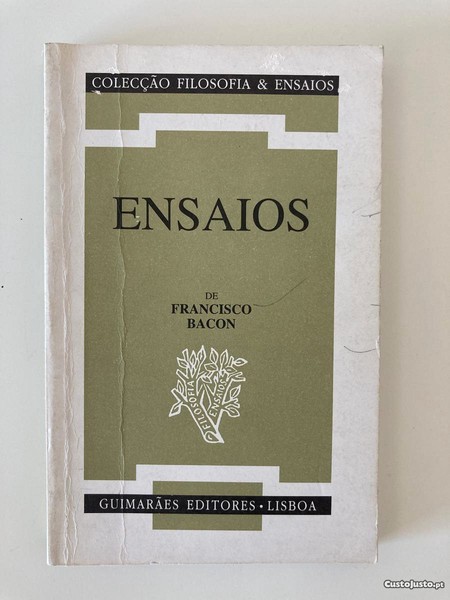 COLECÇÃO FILOSOFIA & ENSAIOS
ENSAIOS
DE
FRANCISCO
BACON
FILOSOFIA
ENSAIOS
GUIMARÃES EDITORES • LISBOA
CustoJusto.pt